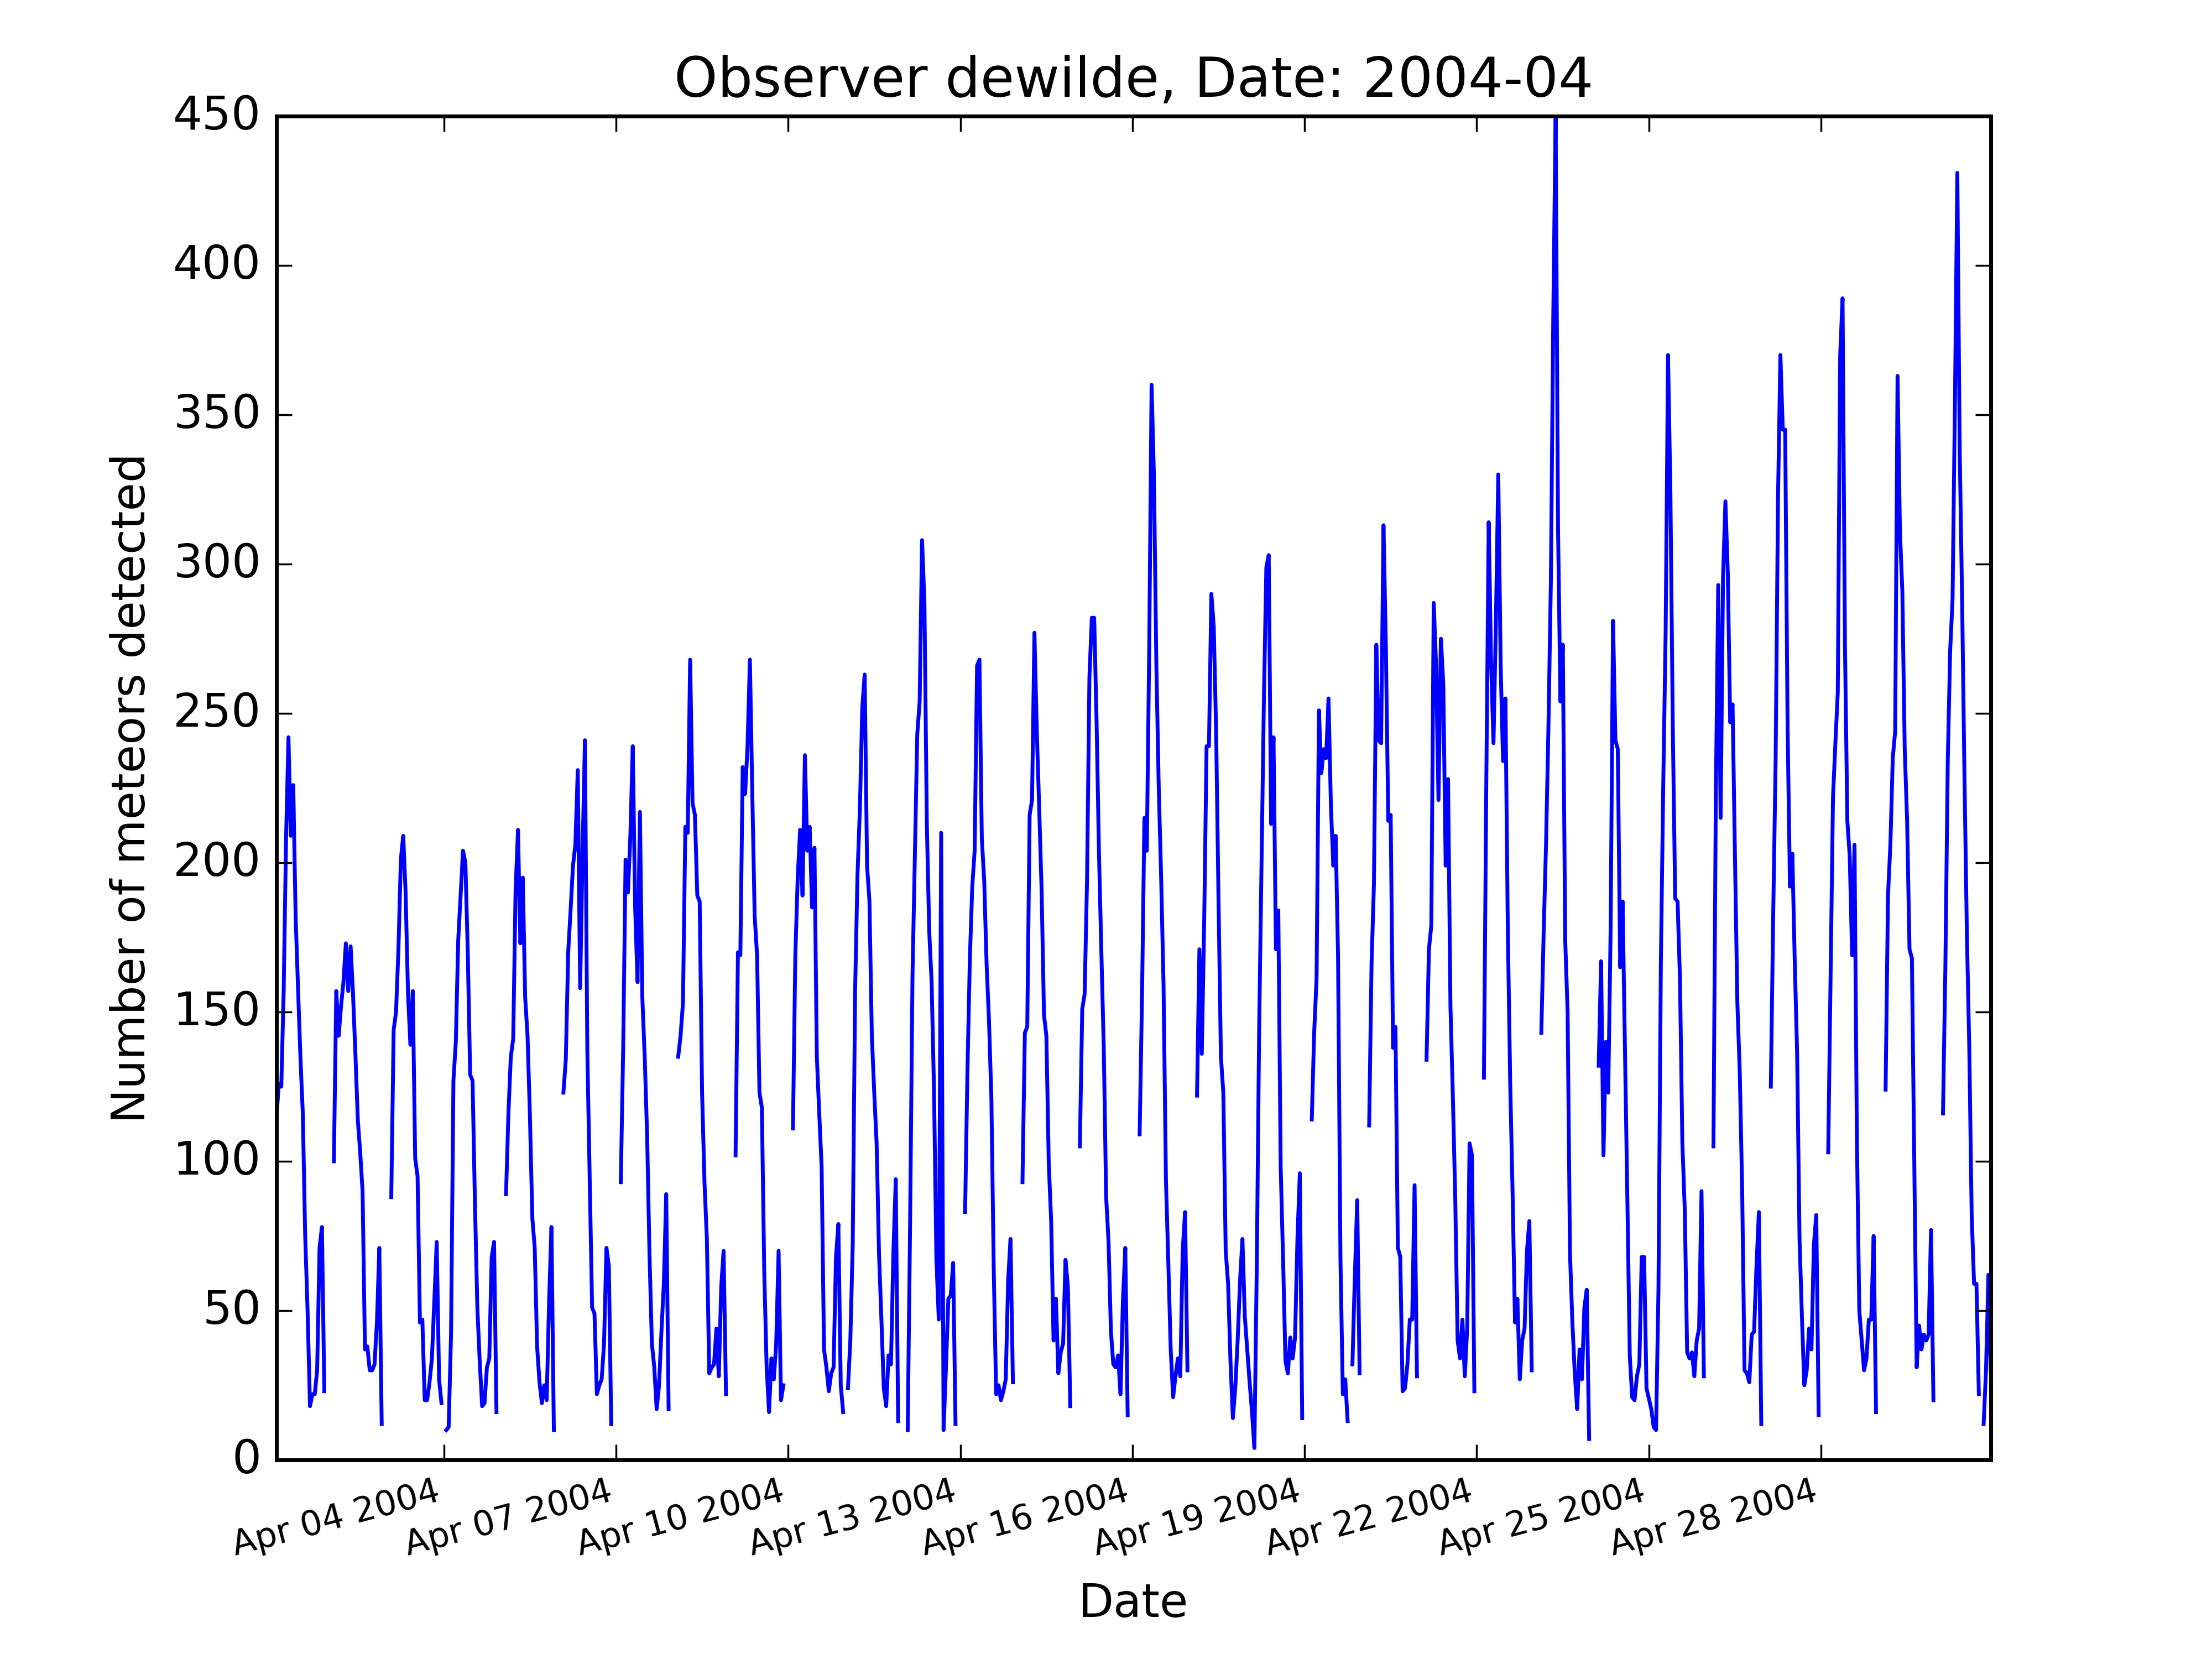 Observer dewilde, Date: 2004-04
450
400
350
300
250
200
150
100
50
0
Number of meteors detected
Apr 04 2004
Apr 07 2004
Apr 10 2004
Apr 13 2004
Apr 16 2004
Apr 19 2004
Apr 22 2004
Apr 25 2004
Apr 28 2004
Date